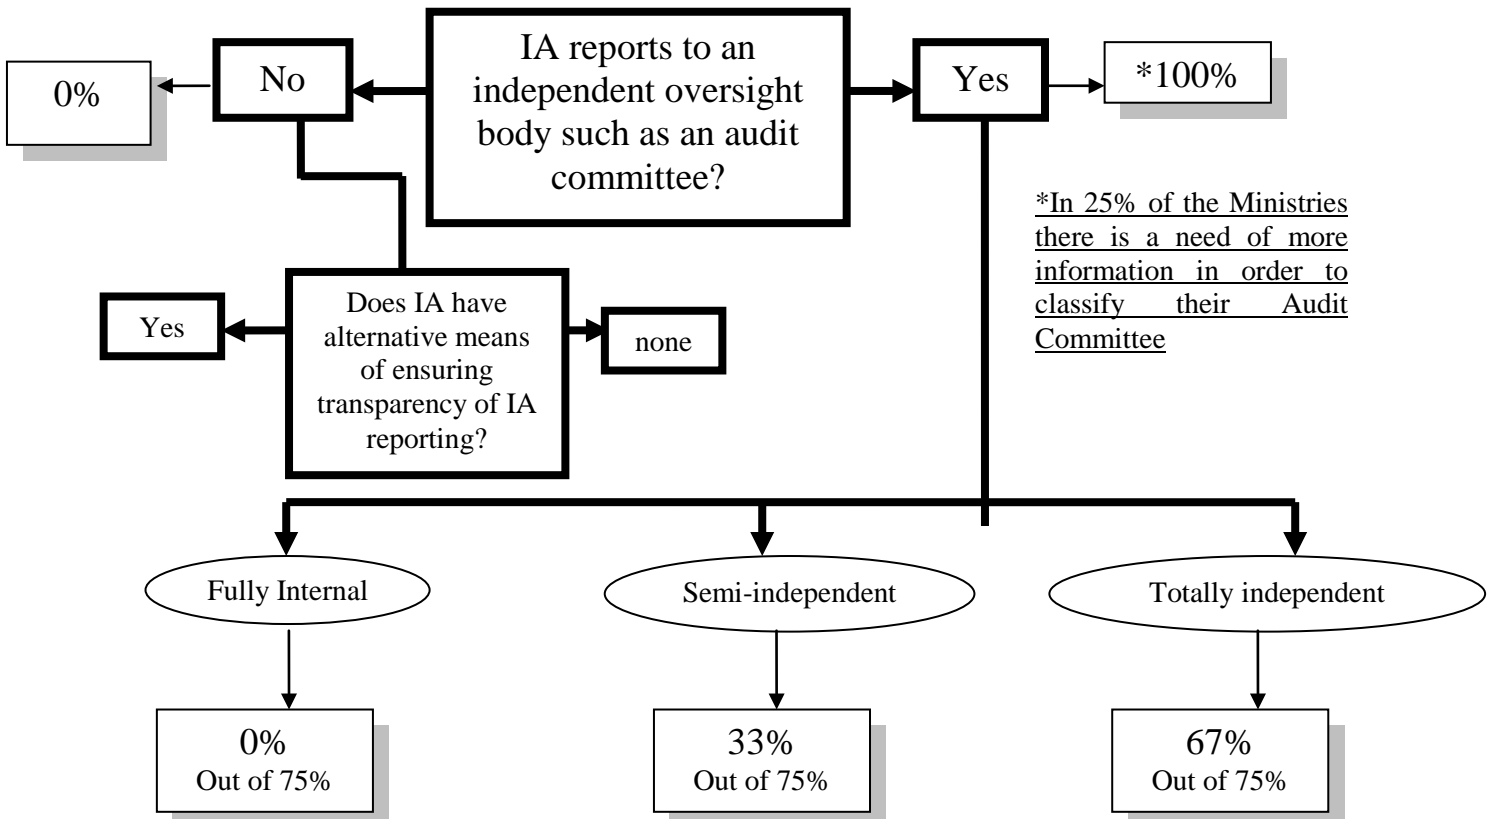 IA reports to an
independent oversight
body such as an audit
committee?
No
0%
Yes
*100%
*In 25% of the Ministries
there is a need of more
information in order to
classify their Audit
Committee
Does IA have
alternative means
of ensuring
transparency of IA
reporting?
Yes
none
Fully Internal
Semi-independent
Totally independent
0%
Out of 75%
33%
Out of 75%
67%
Out of 75%